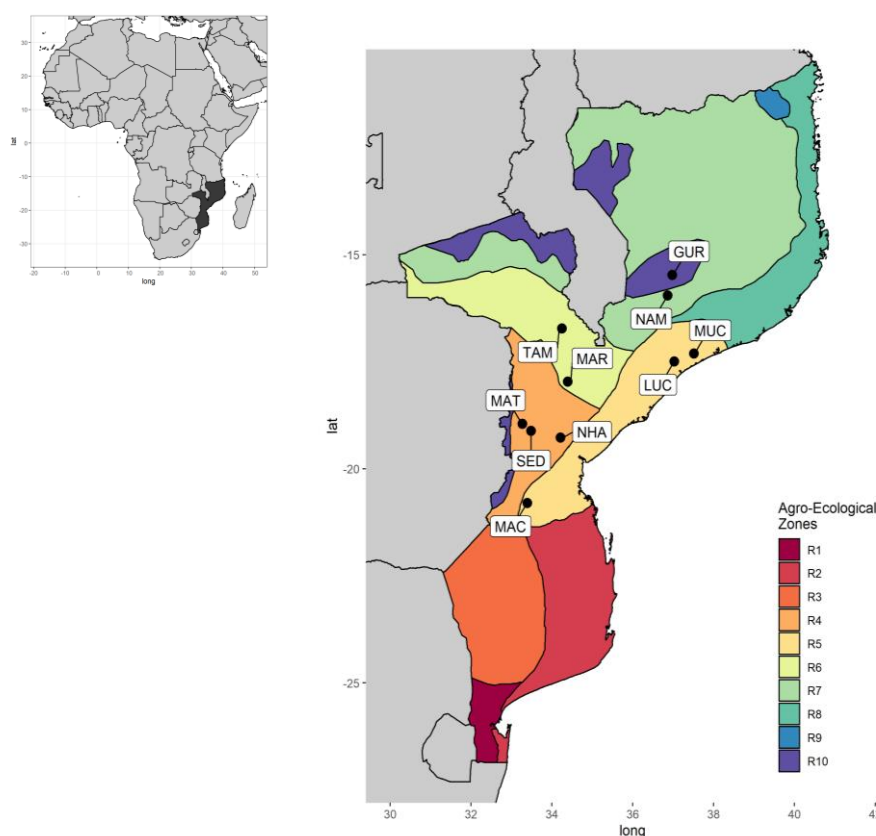 30
20
10
0
-10
-20
-30
lat
-20
-10
0
10
20
30
40
50
long
-15
-20
-25
lat
GUR
NAM
MUC
TAM
MAR
LUC
MAT
NHA
SED
MAC
Agro-Ecological
Zones
R1
R2
R3
R4
R5
R6
R7
R8
R9
R10
30
32
34
36
38
40
long